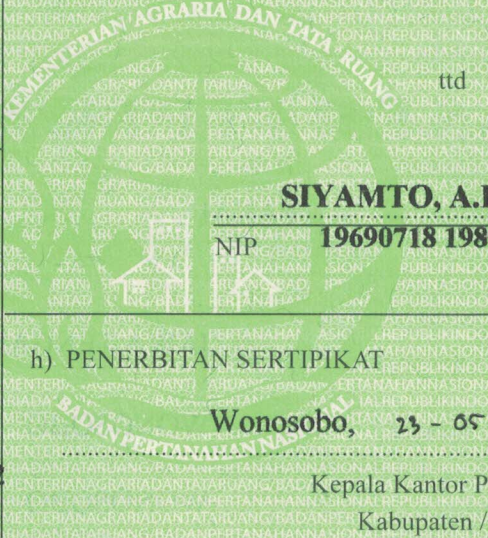 KEMENTERIAN AGRARIA DAN TATA RUANG
ttd
SIYAMTO, A.
NIP 19690718 198
h) PENERBITAN SERTIPIKAT
Wonosobo, 23 - 05
BADAN PERTANAHAN NASIONAL
Kepala Kantor P
Kabupaten /